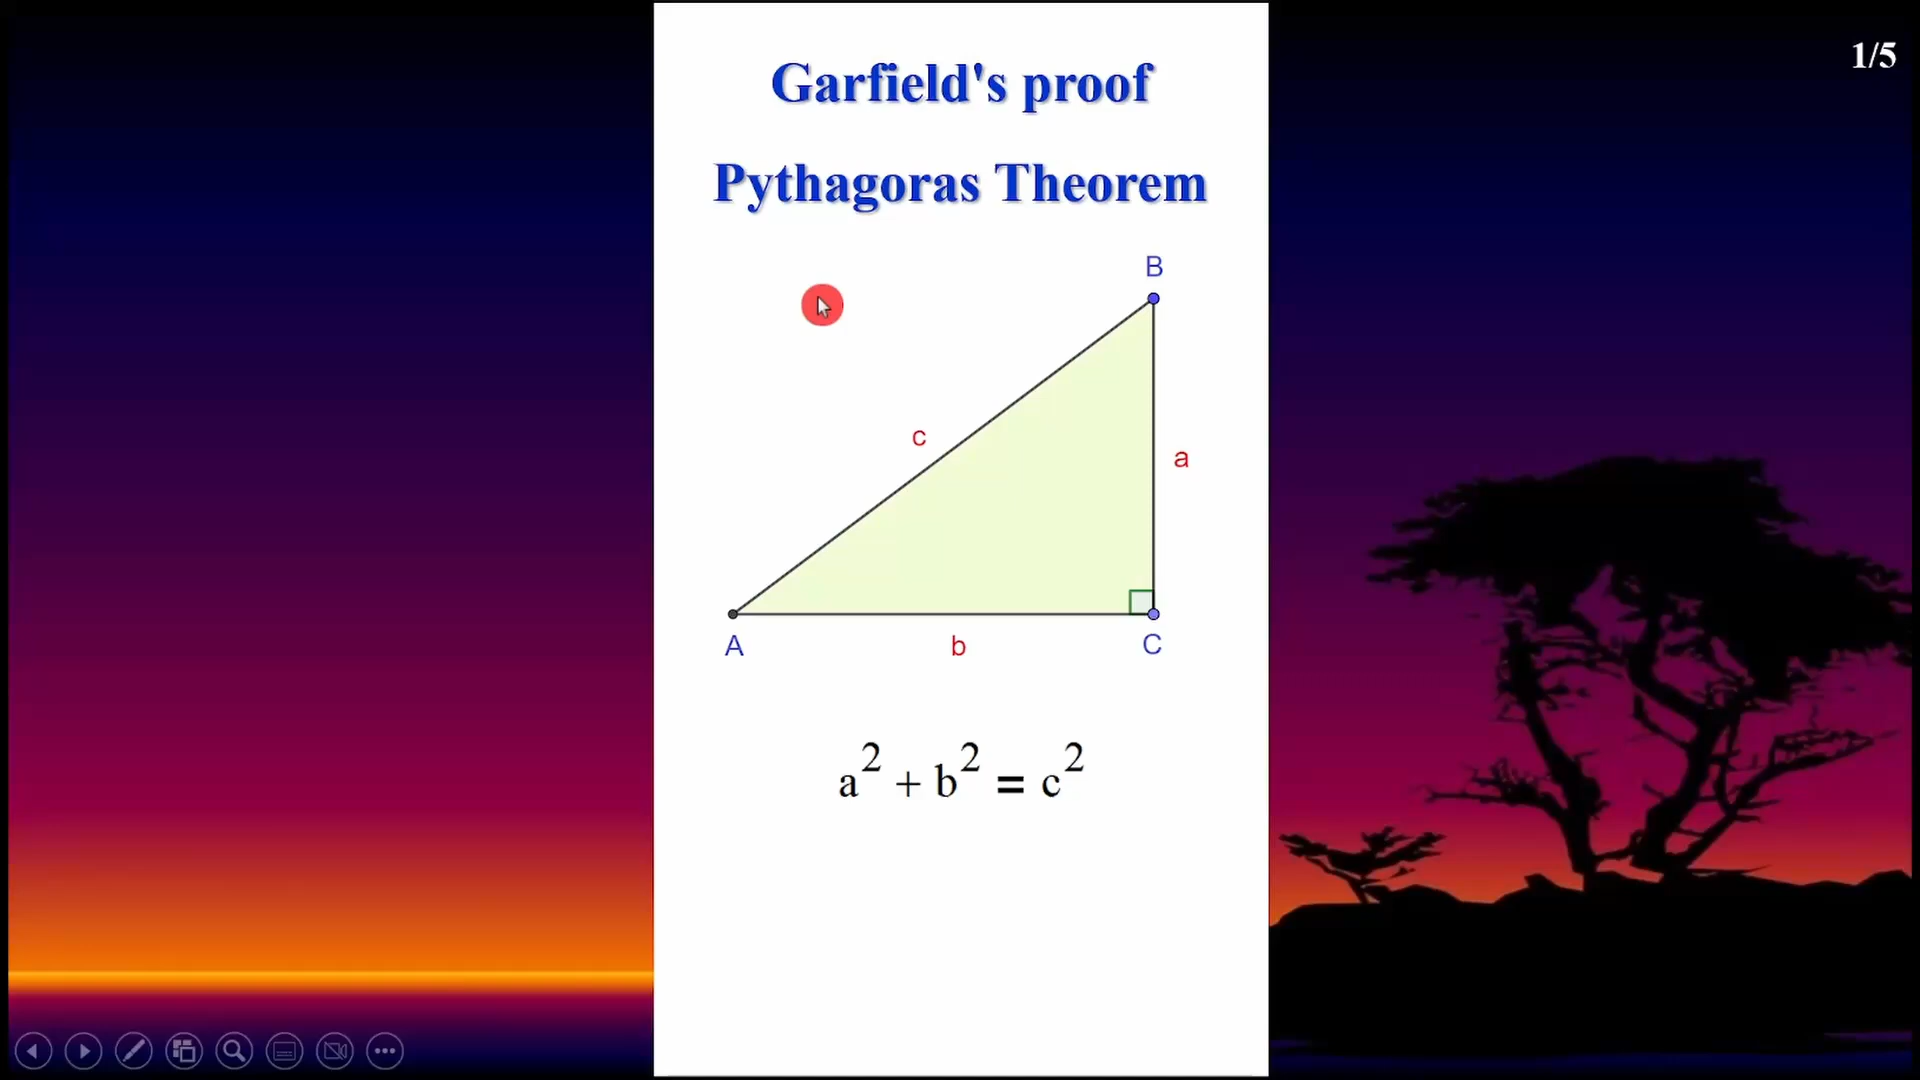 1/5
Garfield's proof
Pythagoras Theorem
B
c
a
A
b
C
a² + b² = c²